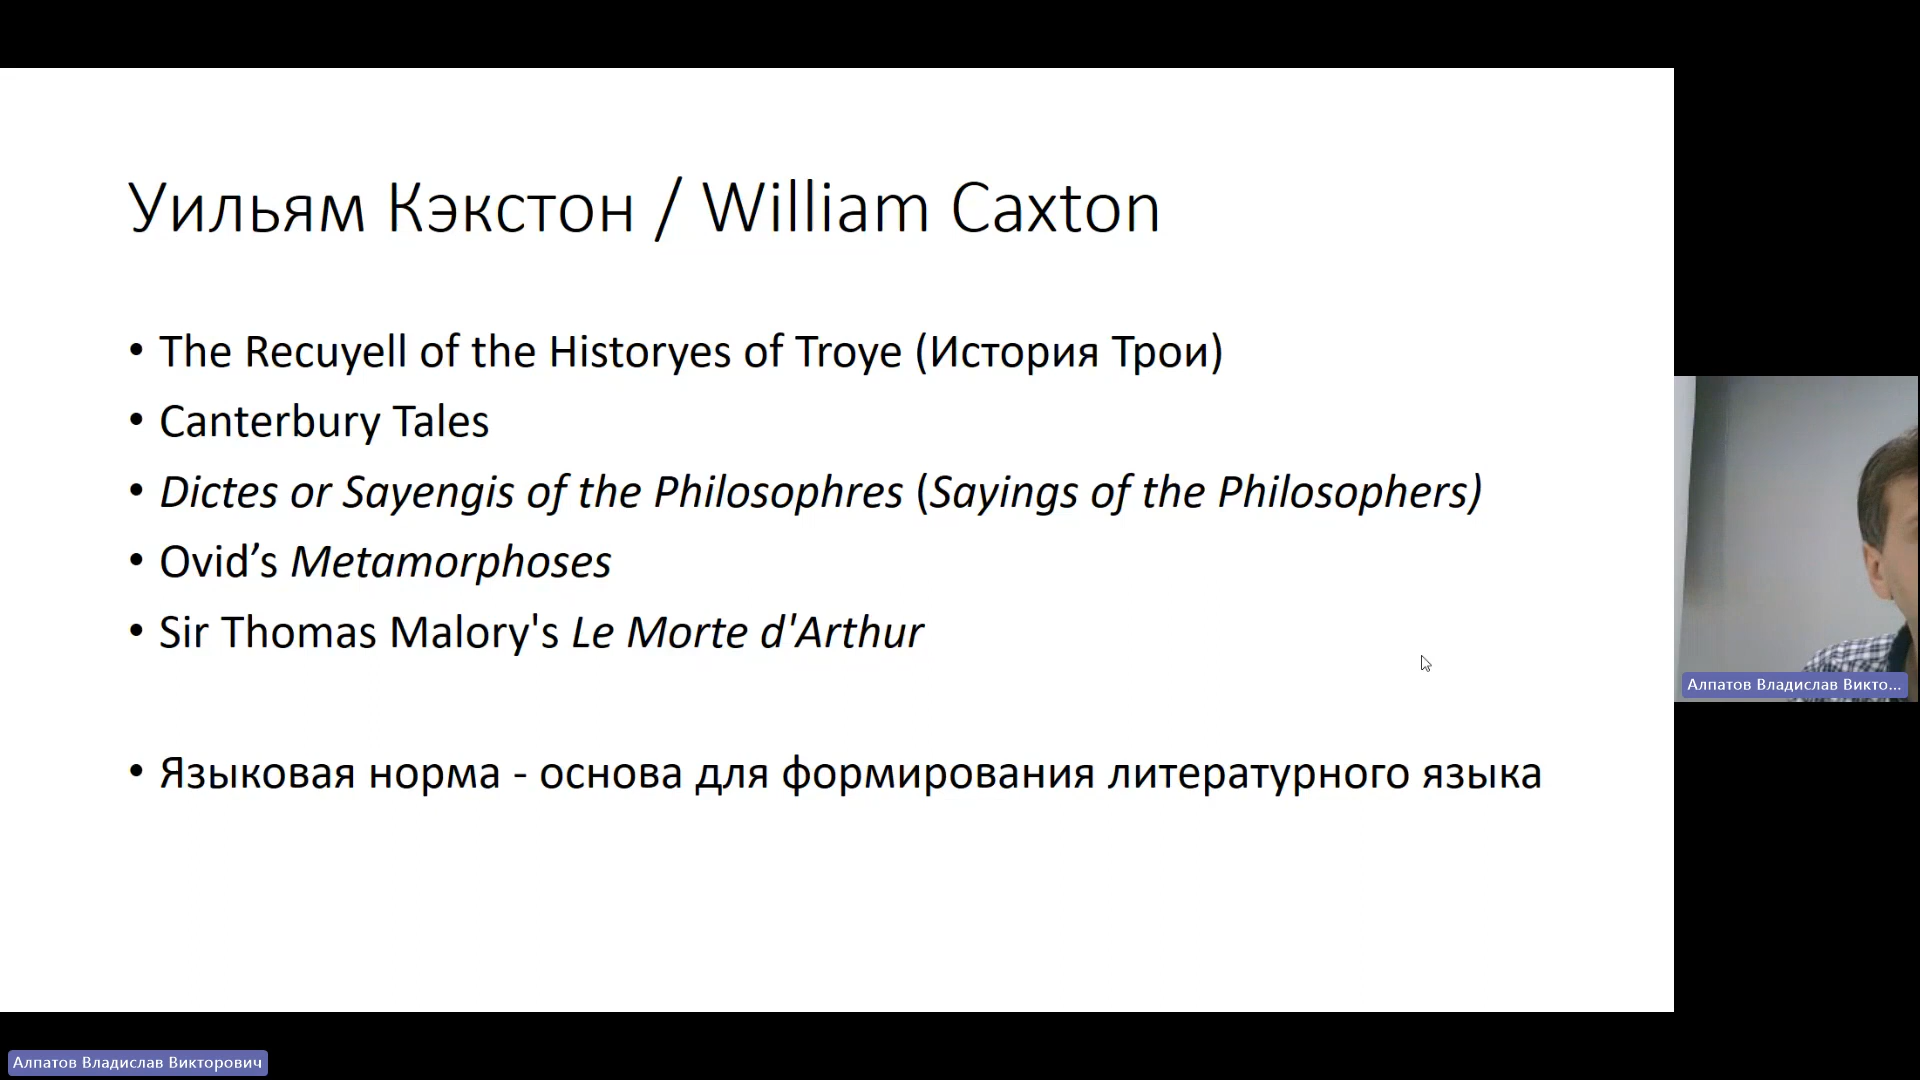 Уильям Кэкстон / William Caxton
• The Recuyell of the Historyes of Troye (История Трои)
• Canterbury Tales
• Dictes or Sayengis of the Philosophres (Sayings of the Philosophers)
• Ovid’s Metamorphoses
• Sir Thomas Malory's Le Morte d'Arthur
• Языковая норма - основа для формирования литературного языка
Алпатов Владислав Викто...
Алпатов Владислав Викторович